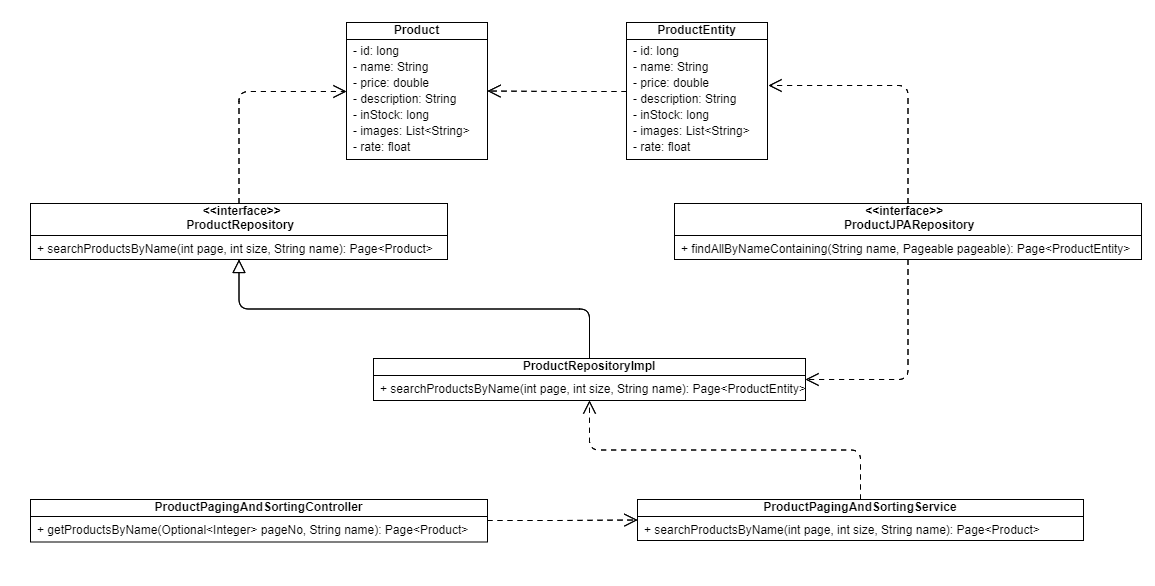 Product
- id: long
- name: String
- price: double
- description: String
- inStock: long
- images: List<String>
- rate: float
ProductEntity
- id: long
- name: String
- price: double
- description: String
- inStock: long
- images: List<String>
- rate: float
<<interface>>
ProductRepository
+ searchProductsByName(int page, int size, String name): Page<Product>
<<interface>>
ProductJPARepository
+ findAllByNameContaining(String name, Pageable pageable): Page<ProductEntity>
ProductRepositoryImpl
+ searchProductsByName(int page, int size, String name): Page<ProductEntity>
ProductPagingAndSortingController
+ getProductsByName(Optional<Integer> pageNo, String name): Page<Product>
ProductPagingAndSortingService
+ searchProductsByName(int page, int size, String name): Page<Product>